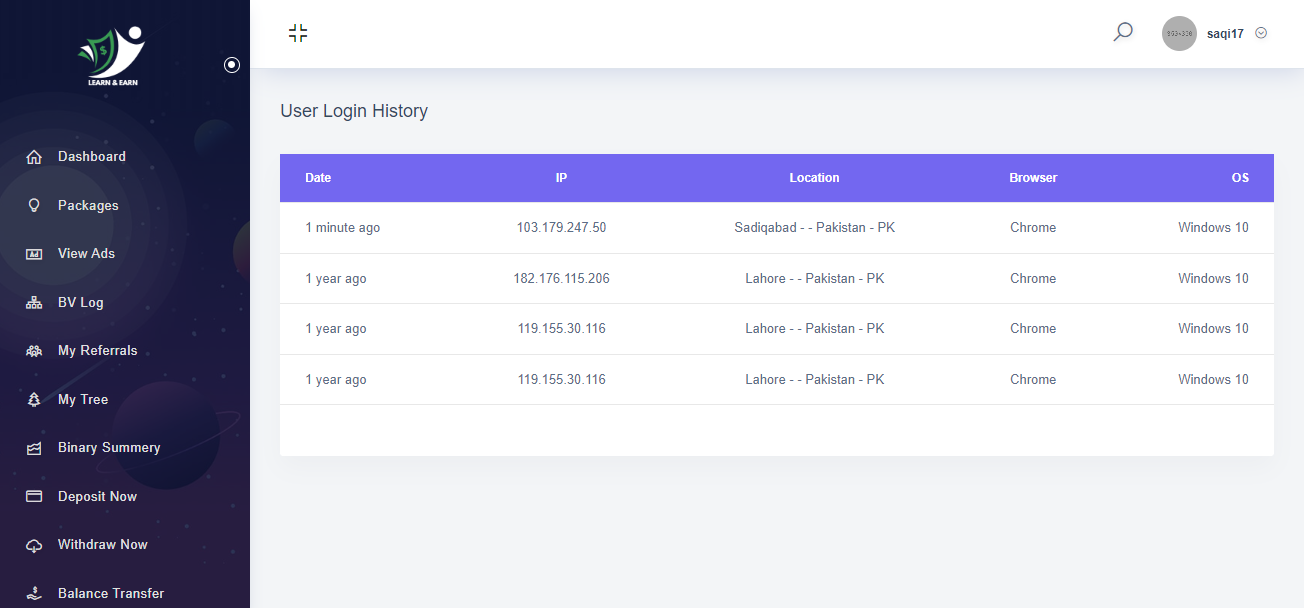 LEARN & EARN
saqi17
Dashboard
Packages
View Ads
BV Log
My Referrals
My Tree
Binary Summery
Deposit Now
Withdraw Now
Balance Transfer
User Login History
Date IP Location Browser OS
1 minute ago 103.179.247.50 Sadiqabad - - Pakistan - PK Chrome Windows 10
1 year ago 182.176.115.206 Lahore - - Pakistan - PK Chrome Windows 10
1 year ago 119.155.30.116 Lahore - - Pakistan - PK Chrome Windows 10
1 year ago 119.155.30.116 Lahore - - Pakistan - PK Chrome Windows 10